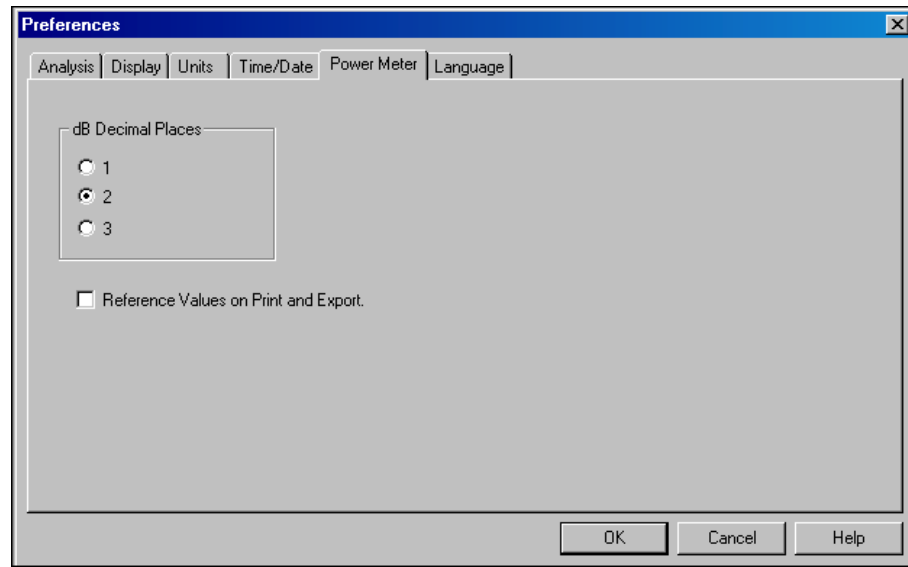 Preferences
Analysis Display Units Time/Date Power Meter Language
dB Decimal Places
1
2
3
Reference Values on Print and Export.
OK Cancel Help